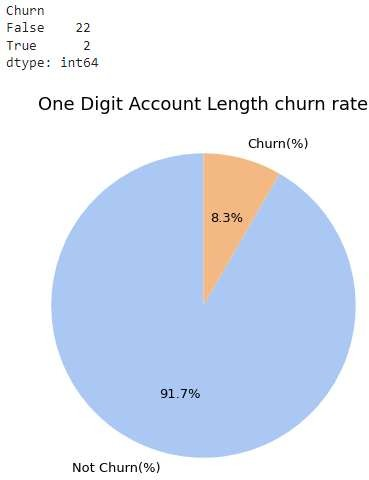 Churn
False    22
True      2
dtype: int64
One Digit Account Length churn rate
Churn(%)
8.3%
91.7%
Not Churn(%)